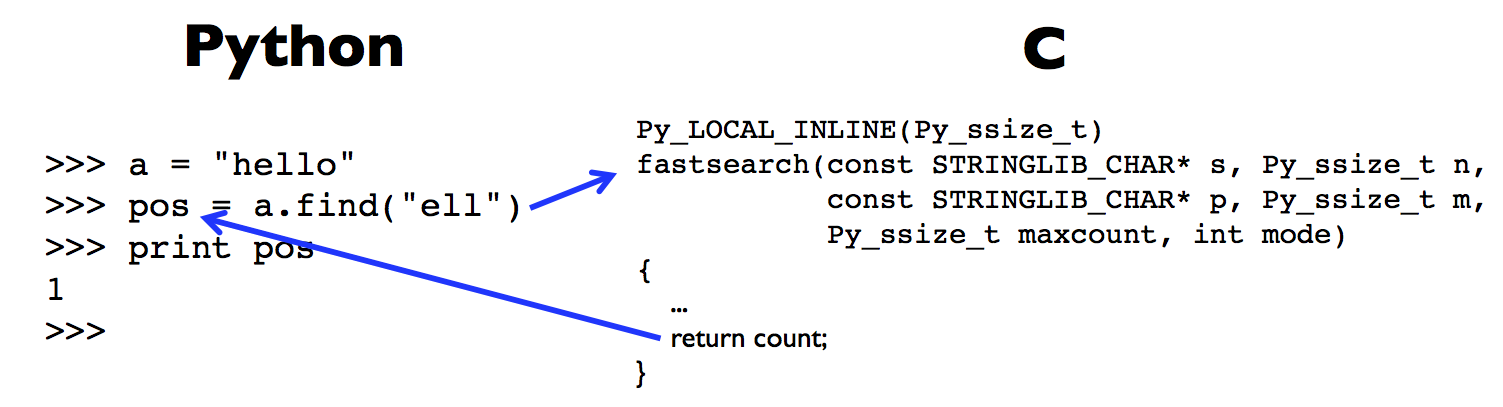 Python
>>> a = "hello"
>>> pos = a.find("ell")
>>> print pos
1
>>>
C
Py_LOCAL_INLINE(Py_ssize_t)
fastsearch(const STRINGLIB_CHAR* s, Py_ssize_t n,
           const STRINGLIB_CHAR* p, Py_ssize_t m,
           Py_ssize_t maxcount, int mode)
{
  …
  return count;
}